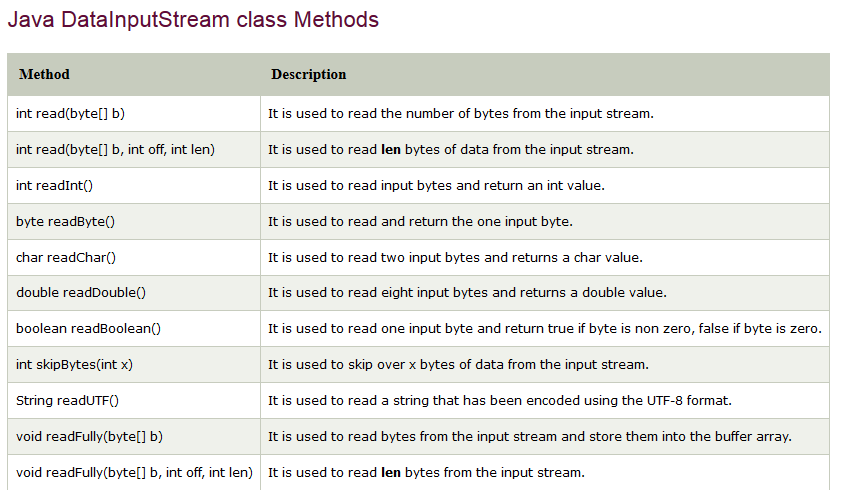 Java DataInputStream class Methods
Method Description
int read(byte[] b) It is used to read the number of bytes from the input stream.
int read(byte[] b, int off, int len) It is used to read len bytes of data from the input stream.
int readInt() It is used to read input bytes and return an int value.
byte readByte() It is used to read and return the one input byte.
char readChar() It is used to read two input bytes and returns a char value.
double readDouble() It is used to read eight input bytes and returns a double value.
boolean readBoolean() It is used to read one input byte and return true if byte is non zero, false if byte is zero.
int skipBytes(int x) It is used to skip over x bytes of data from the input stream.
String readUTF() It is used to read a string that has been encoded using the UTF-8 format.
void readFully(byte[] b) It is used to read bytes from the input stream and store them into the buffer array.
void readFully(byte[] b, int off, int len) It is used to read len bytes from the input stream.